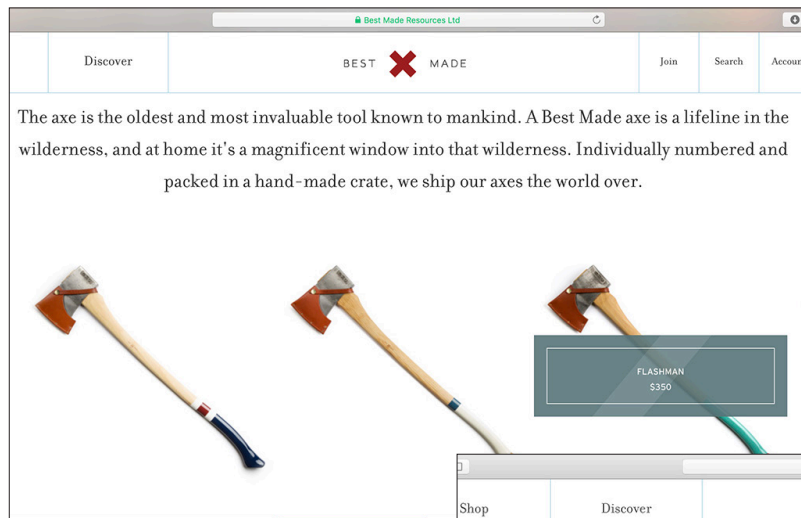 Best Made Resources Ltd
Discover
BEST MADE
Join
Search
Accoun
The axe is the oldest and most invaluable tool known to mankind. A Best Made axe is a lifeline in the
wilderness, and at home it's a magnificent window into that wilderness. Individually numbered and
packed in a hand-made crate, we ship our axes the world over.
FLASHMAN
$350
Shop
Discover